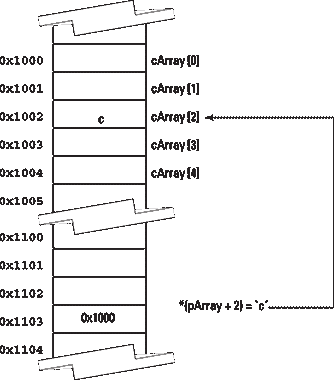 0x1000 cArray [0]
0x1001 cArray [1]
0x1002 c cArray [2]
0x1003 cArray [3]
0x1004 cArray [4]
0x1005
0x1100
0x1101
0x1102
0x1103 0x1000 *(pArray + 2) = `c´
0x1104